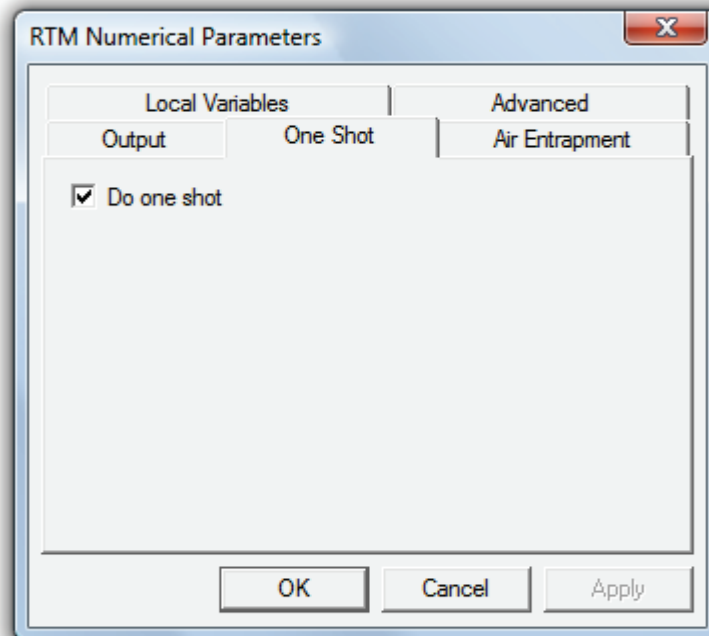 RTM Numerical Parameters
Local Variables Advanced
Output One Shot Air Entrapment
Do one shot
OK Cancel Apply